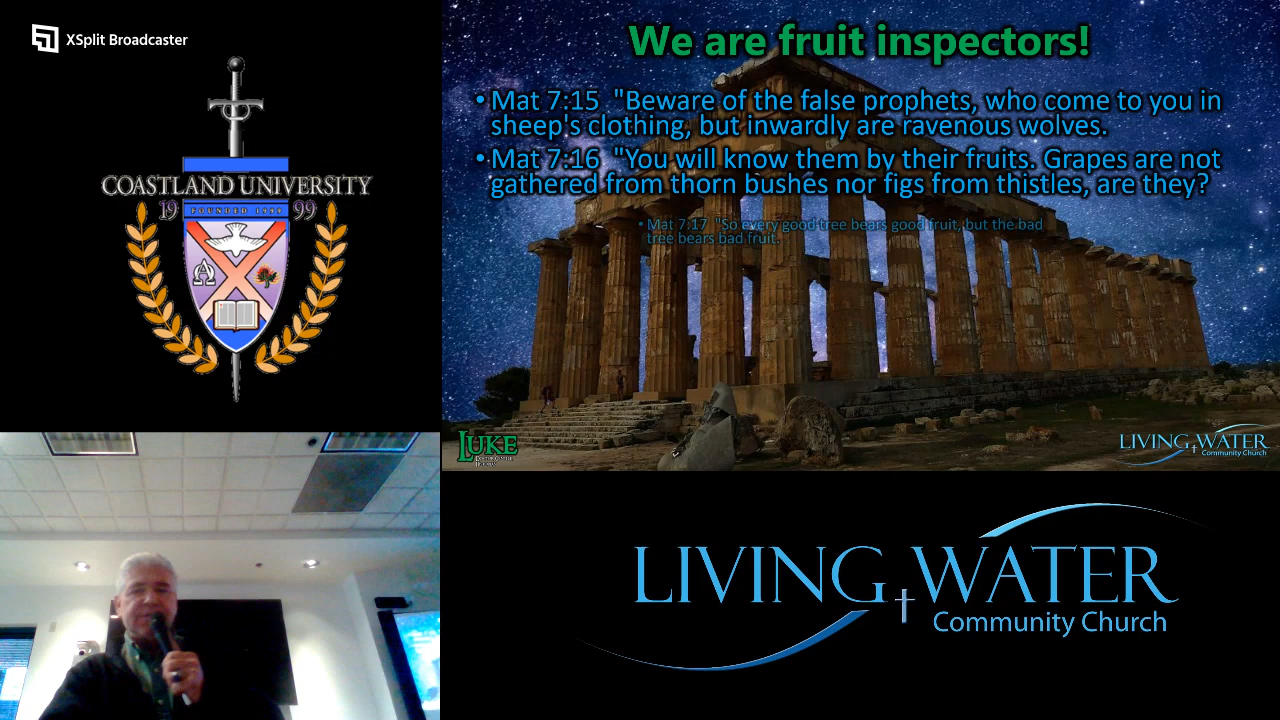 XSplit Broadcaster
COASTLAND UNIVERSITY
19 FOUNDED 1999 99
We are fruit inspectors!
• Mat 7:15 "Beware of the false prophets, who come to you in
sheep's clothing, but inwardly are ravenous wolves.
• Mat 7:16 "You will know them by their fruits. Grapes are not
gathered from thorn bushes nor figs from thistles, are they?
• Mat 7:17 "So every good tree bears good fruit, but the bad
tree bears bad fruit.
LUKE
LIVING WATER
Community Church
LIVING WATER
Community Church